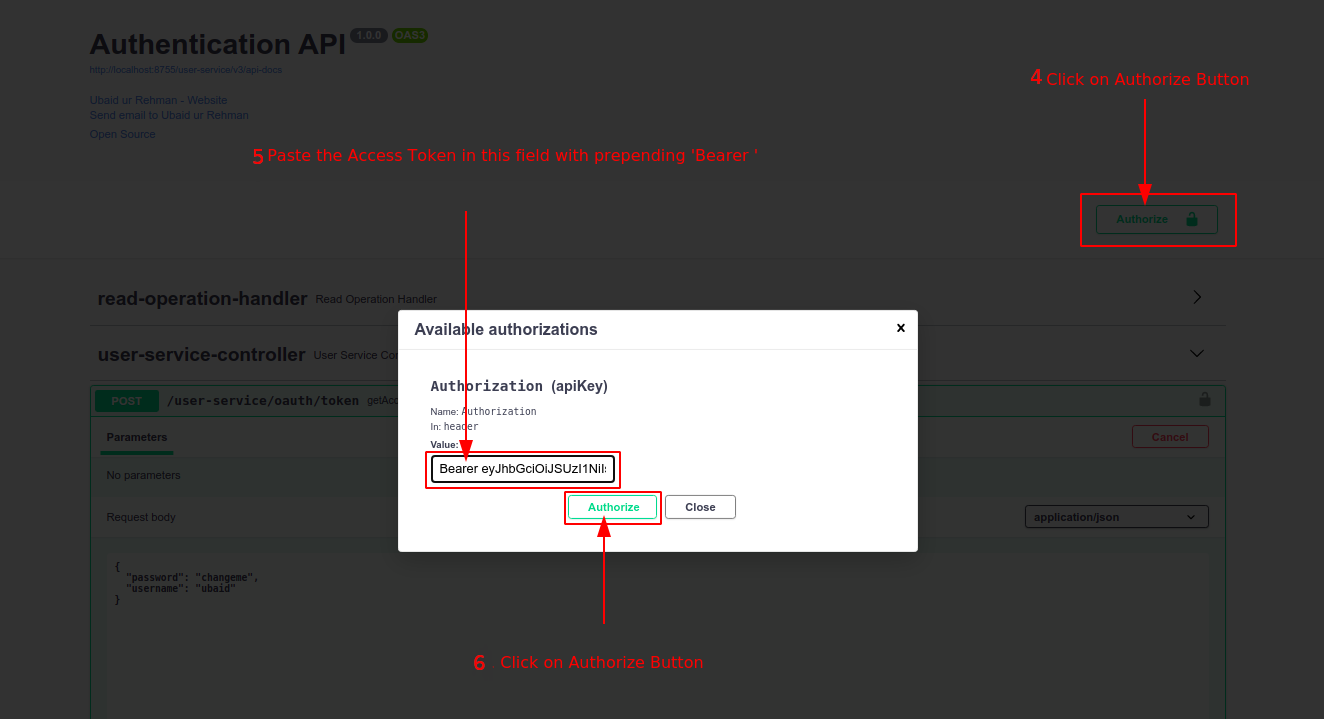 Authentication API 1.0.0 OAS3
http://localhost:8755/user-service/v3/api-docs
4 Click on Authorize Button
Ubaid ur Rehman - Website
Send email to Ubaid ur Rehman
Open Source
5 Paste the Access Token in this field with prepending 'Bearer '
Authorize
read-operation-handler Read Operation Handler
Available authorizations ×
user-service-controller User Service Con
Authorization (apiKey)
POST /user-service/oauth/token getAcc
Name: Authorization
In: header
Value:
Parameters
Cancel
Bearer eyJhbGciOiJSUzI1NiIs
No parameters
Authorize Close
Request body
application/json
{
"password": "changeme",
"username": "ubaid"
}
6 Click on Authorize Button